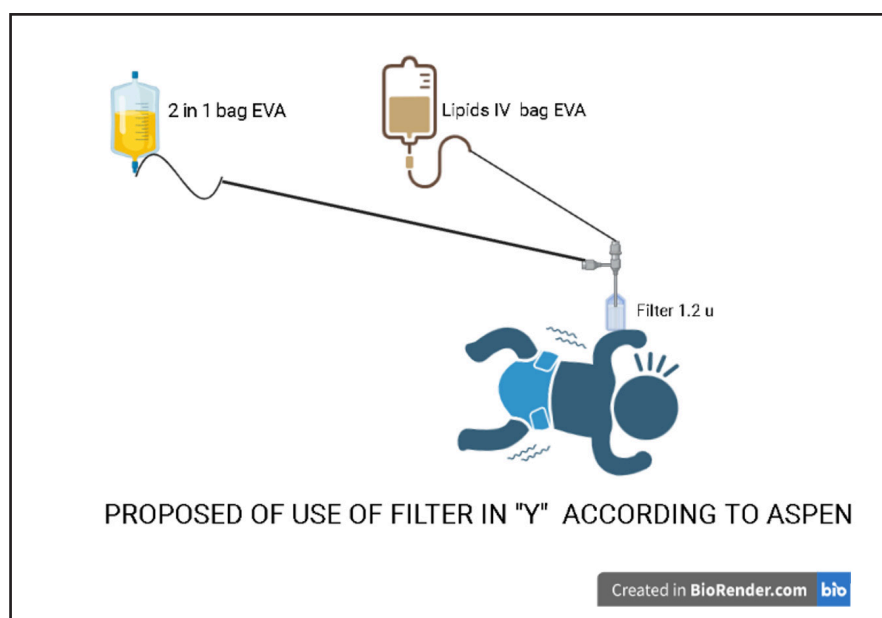 2 in 1 bag EVA
Lipids IV bag EVA
Filter 1.2 u
PROPOSED OF USE OF FILTER IN "Y" ACCORDING TO ASPEN
Created in BioRender.com bio